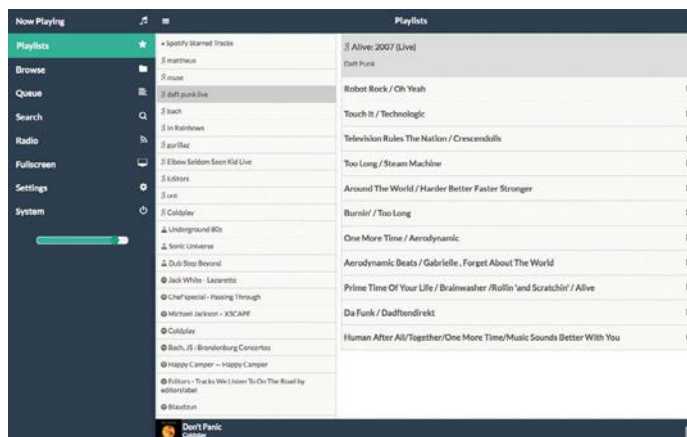 Now Playing
Playlists
Browse
Queue
Search
Radio
Fullscreen
Settings
System
Playlists
Spotify Starred Tracks
mattheus
muse
daft punk live
bach
In Rainbows
gorillaz
Elbow Seldom Seen Kid Live
Editors
ont
Coldplay
Underground 80s
Sonic Universe
Dub Step Beyond
Jack White - Lazaretto
Chef'special - Passing Through
Michael Jackson - XSCAPE
Coldplay
Bach, JS : Brandenburg Concertos
Happy Camper — Happy Camper
Editors - Tracks We Listen To On The Road by
editorslabel
Blaudzun
Alive: 2007 (Live)
Daft Punk
Robot Rock / Oh Yeah
Touch It / Technologic
Television Rules The Nation / Crescendolls
Too Long / Steam Machine
Around The World / Harder Better Faster Stronger
Burnin' / Too Long
One More Time / Aerodynamic
Aerodynamic Beats / Gabrielle , Forget About The World
Prime Time Of Your Life / Brainwasher /Rollin 'and Scratchin' / Alive
Da Funk / Dadftendirekt
Human After All/Together/One More Time/Music Sounds Better With You
Don't Panic
Coldplay